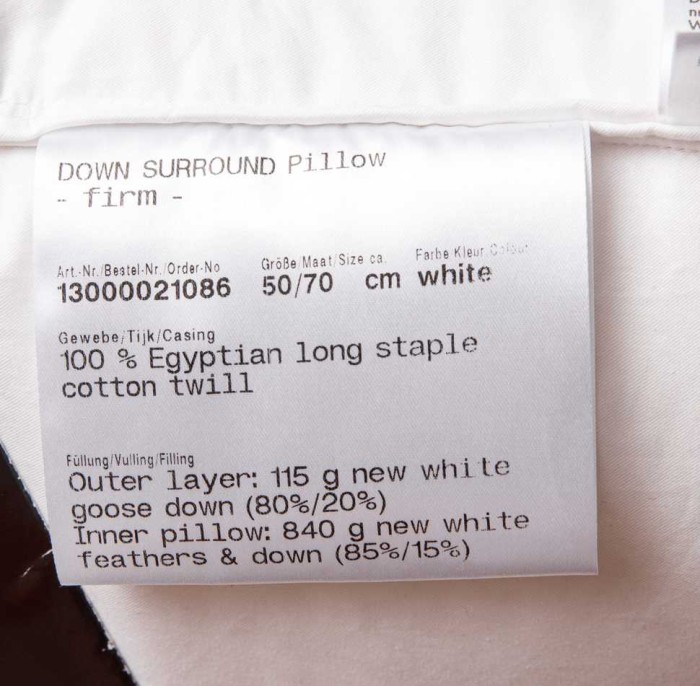 DOWN SURROUND Pillow
- firm -
Art.-Nr./Bestel-Nr./Order-No Größe/Maat/Size ca. Farbe Kleur Colour
13000021086 50/70 cm white
Gewebe/Tijk/Casing
100 % Egyptian long staple
cotton twill
Füllung/Vulling/Filling
Outer layer: 115 g new white
goose down (80%/20%)
Inner pillow: 840 g new white
feathers & down (85%/15%)